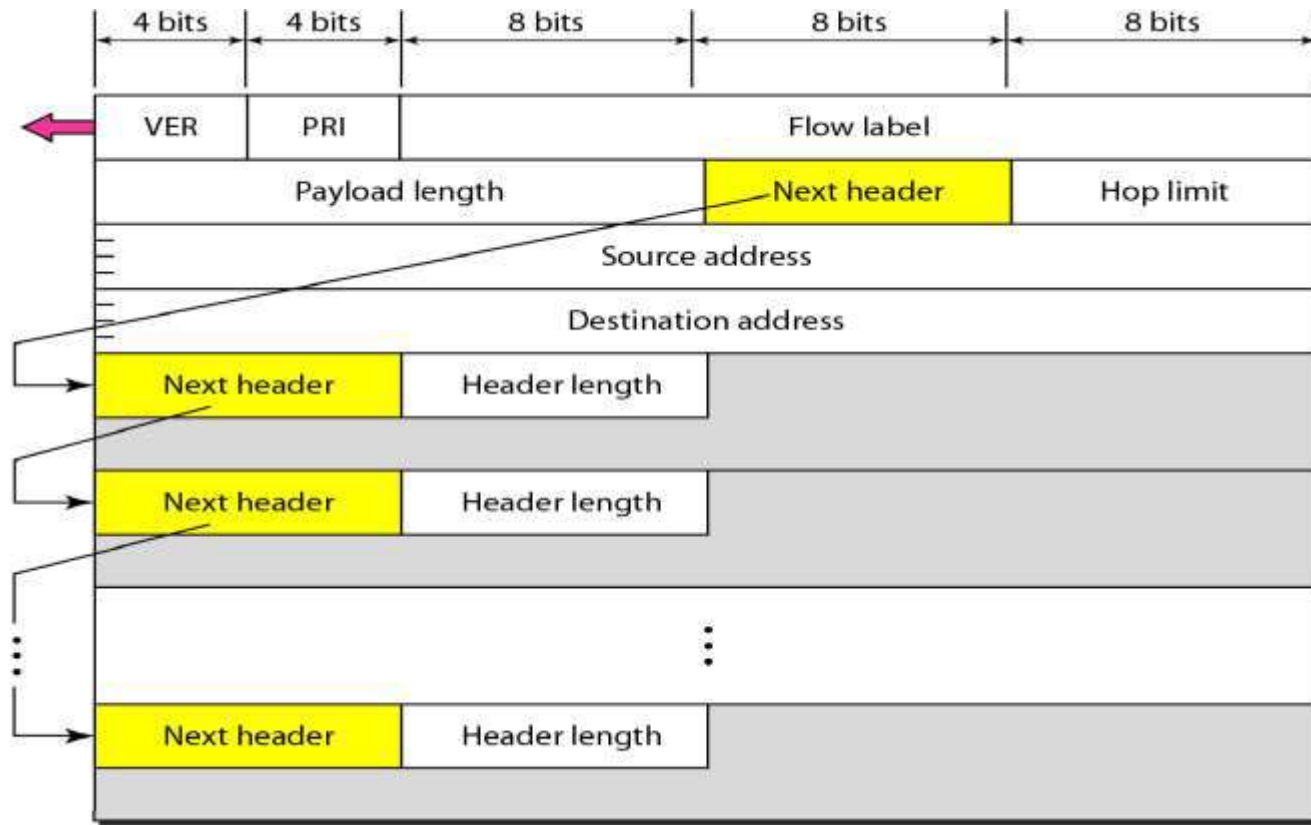 4 bits 4 bits 8 bits 8 bits 8 bits
VER PRI Flow label
Payload length Next header Hop limit
Source address
Destination address
Next header Header length
Next header Header length
Next header Header length